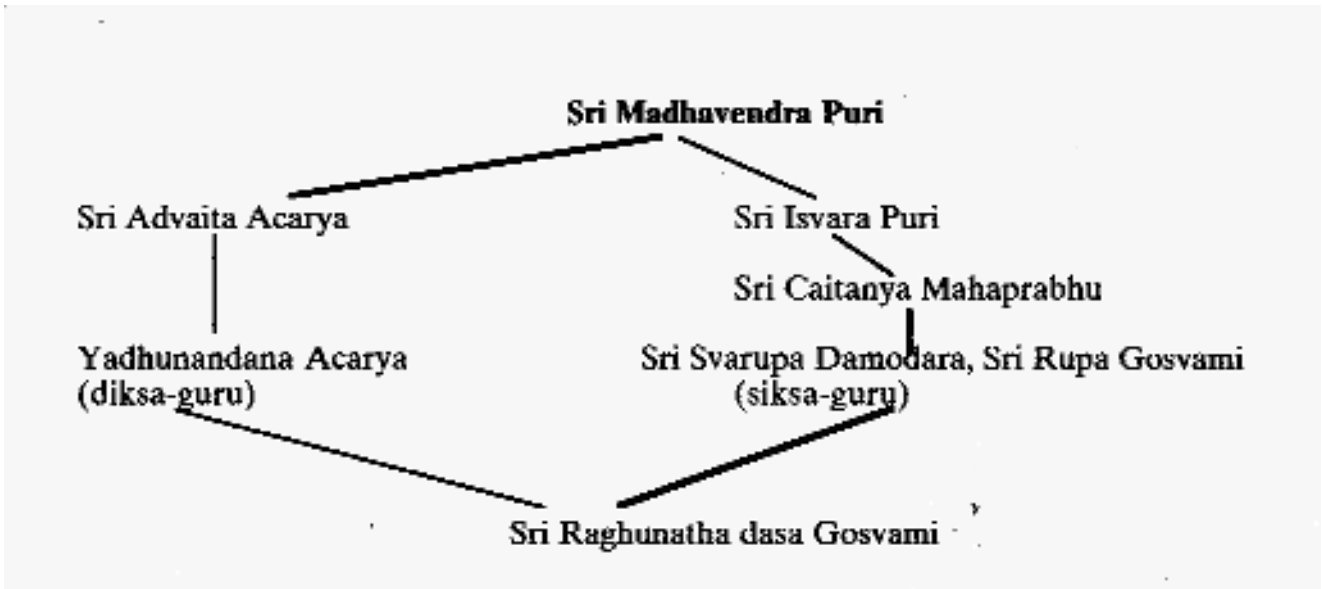 Sri Madhavendra Puri
Sri Advaita Acarya
Sri Isvara Puri
Sri Caitanya Mahaprabhu
Yadhunandana Acarya
(diksa-guru)
Sri Svarupa Damodara, Sri Rupa Gosvami
(siksa-guru)
Sri Raghunatha dasa Gosvami